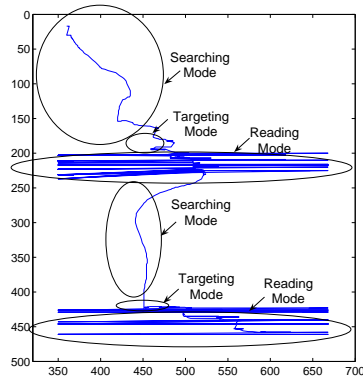 0
50
100
150
200
250
300
350
400
450
500
Searching
Mode
Targeting
Mode
Reading
Mode
Searching
Mode
Targeting
Mode
Reading
Mode
350 400 450 500 550 600 650 700